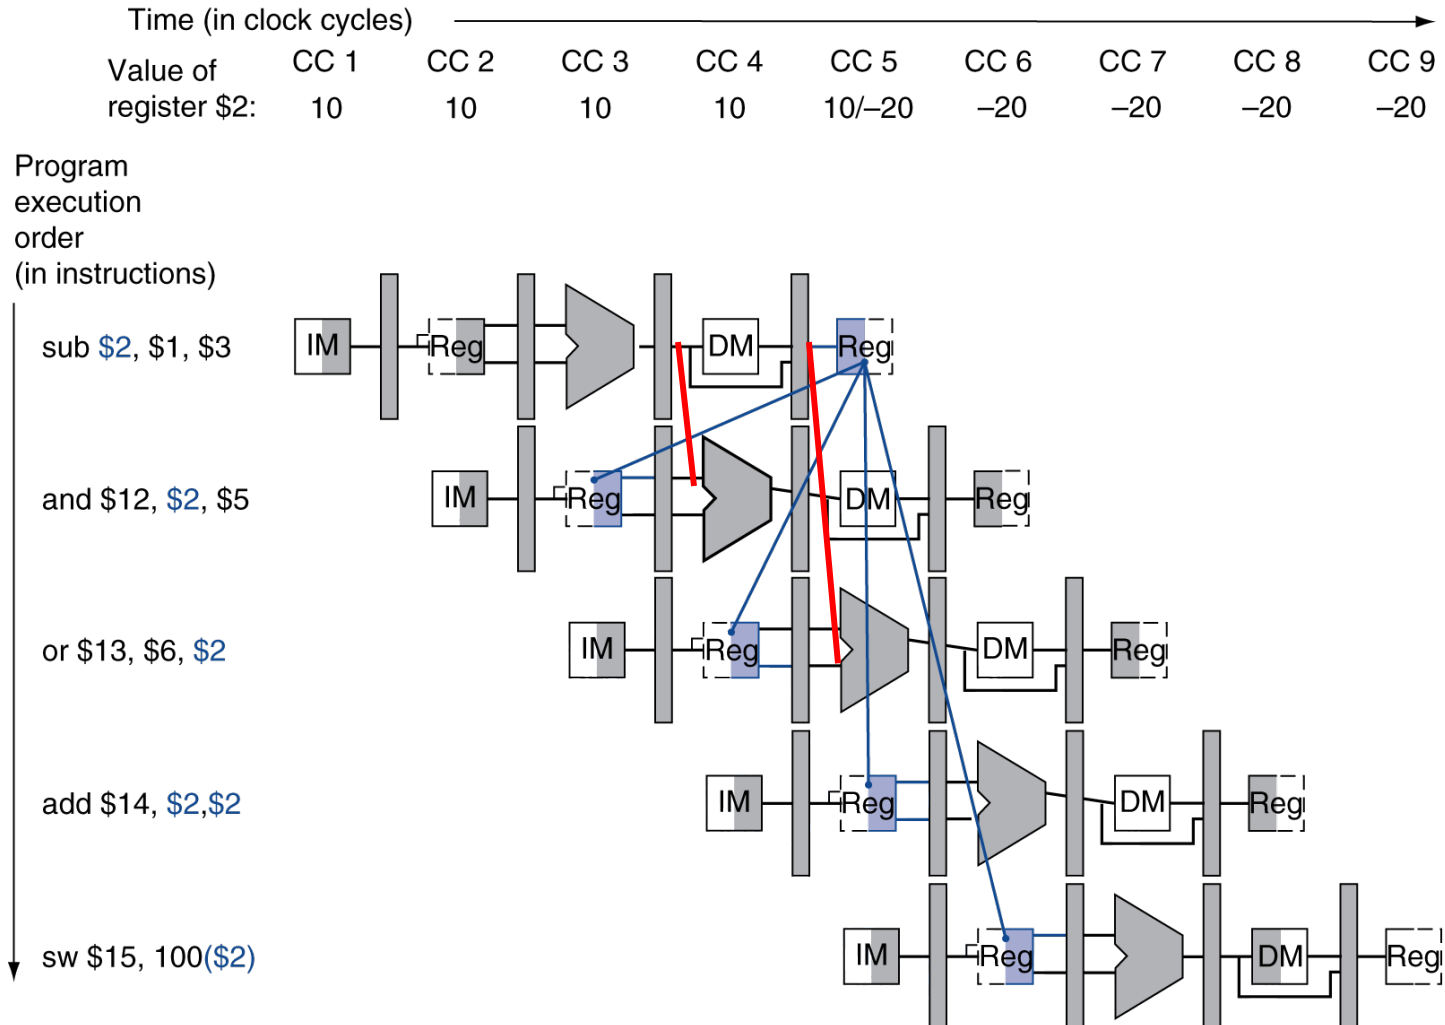 Time (in clock cycles)
CC 1 CC 2 CC 3 CC 4 CC 5 CC 6 CC 7 CC 8 CC 9
Value of
register $2: 10 10 10 10 10/–20 –20 –20 –20 –20
Program
execution
order
(in instructions)
sub $2, $1, $3 IM Reg DM Reg
and $12, $2, $5 IM Reg DM Reg
or $13, $6, $2 IM Reg DM Reg
add $14, $2,$2 IM Reg DM Reg
sw $15, 100($2) IM Reg DM Reg